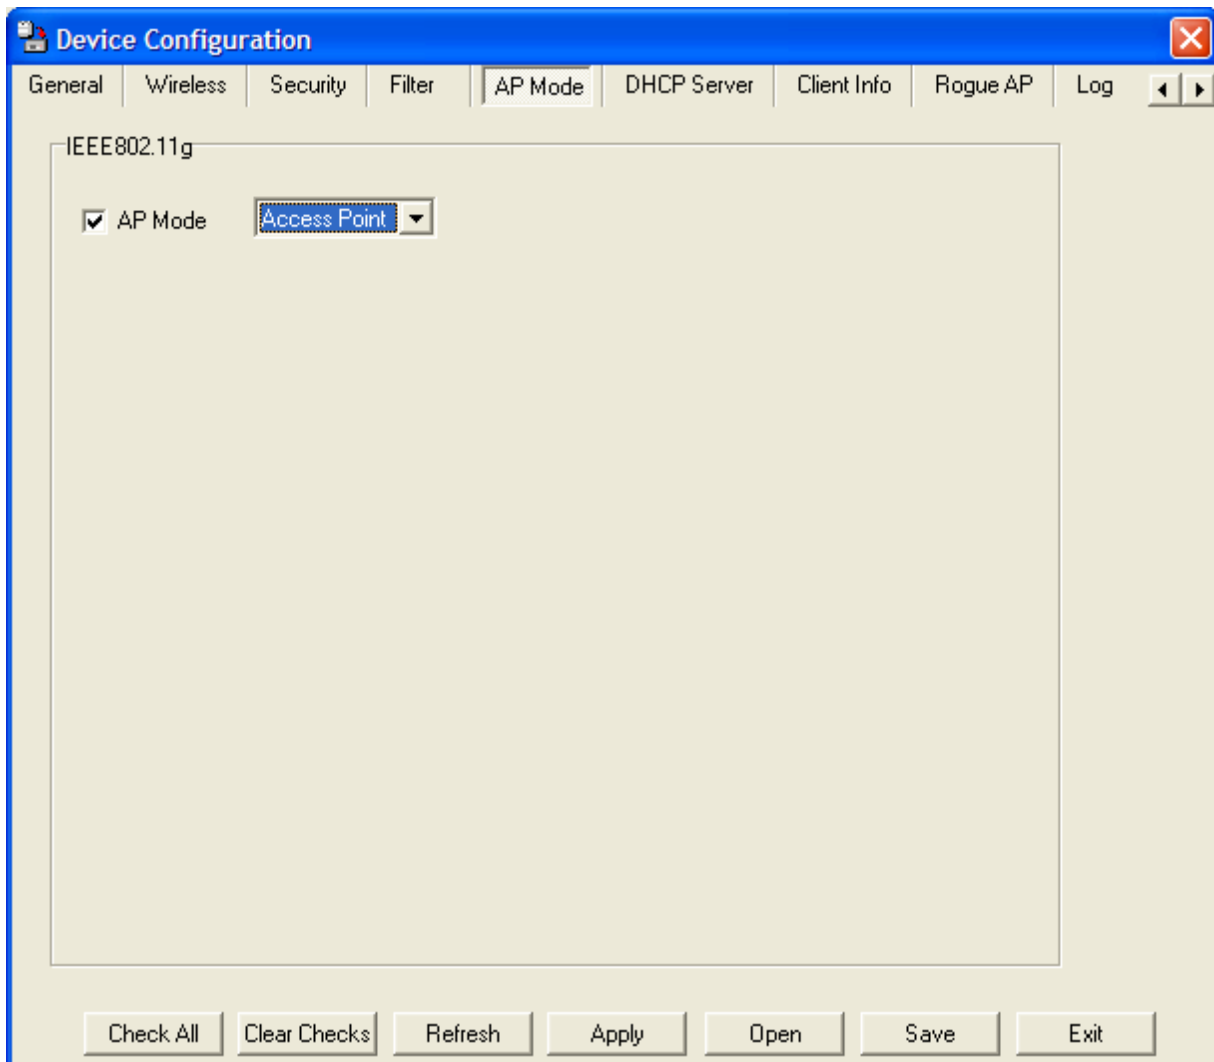 Device Configuration
General Wireless Security Filter AP Mode DHCP Server Client Info Rogue AP Log
IEEE802.11g
AP Mode Access Point
Check All Clear Checks Refresh Apply Open Save Exit